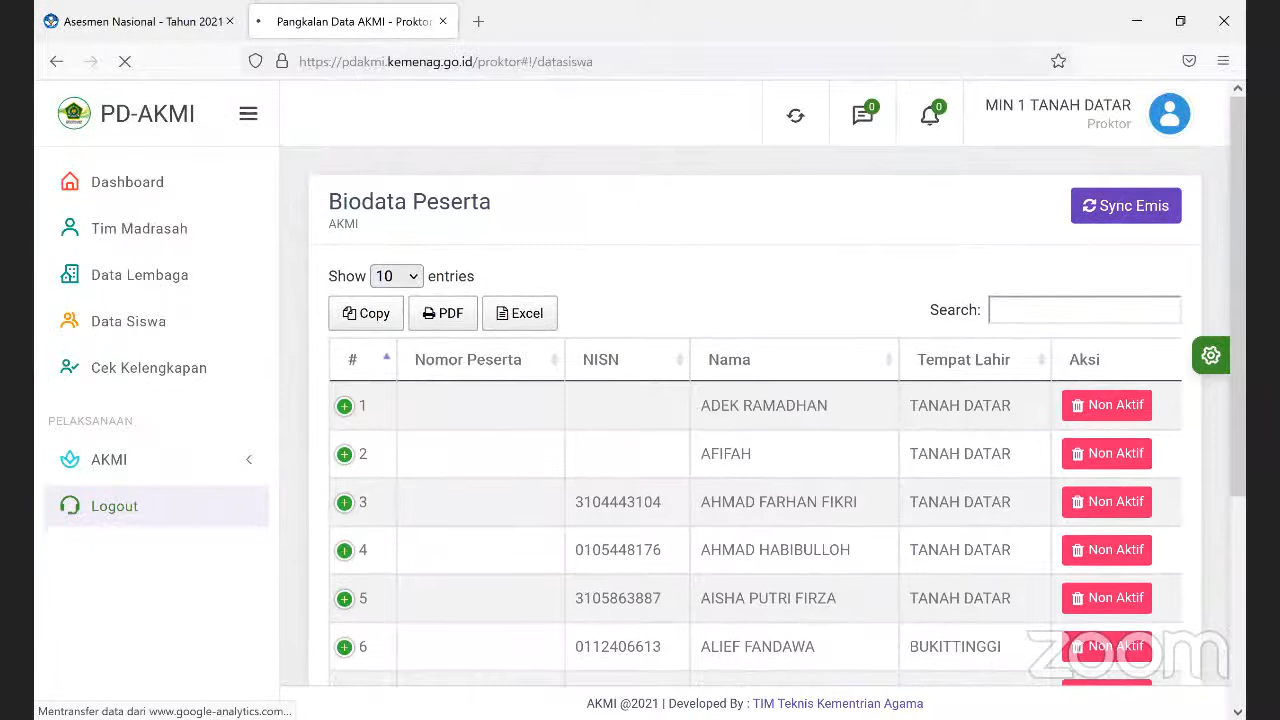 Asesmen Nasional - Tahun 2021
Pangkalan Data AKMI - Proktor
https://pdakmi.kemenag.go.id/proktor#!/datasiswa
PD-AKMI
0
0
MIN 1 TANAH DATAR
Proktor
Dashboard
Tim Madrasah
Data Lembaga
Data Siswa
Cek Kelengkapan
PELAKSANAAN
AKMI
Logout
Biodata Peserta
AKMI
Sync Emis
Show 10 entries
Copy PDF Excel
Search:
# Nomor Peserta NISN Nama Tempat Lahir Aksi
1 ADEK RAMADHAN TANAH DATAR Non Aktif
2 AFIFAH TANAH DATAR Non Aktif
3 3104443104 AHMAD FARHAN FIKRI TANAH DATAR Non Aktif
4 0105448176 AHMAD HABIBULLOH TANAH DATAR Non Aktif
5 3105863887 AISHA PUTRI FIRZA TANAH DATAR Non Aktif
6 0112406613 ALIEF FANDAWA BUKITTINGGI Non Aktif
zoom
AKMI @2021 | Developed By : TIM Teknis Kementrian Agama
Mentransfer data dari www.google-analytics.com...